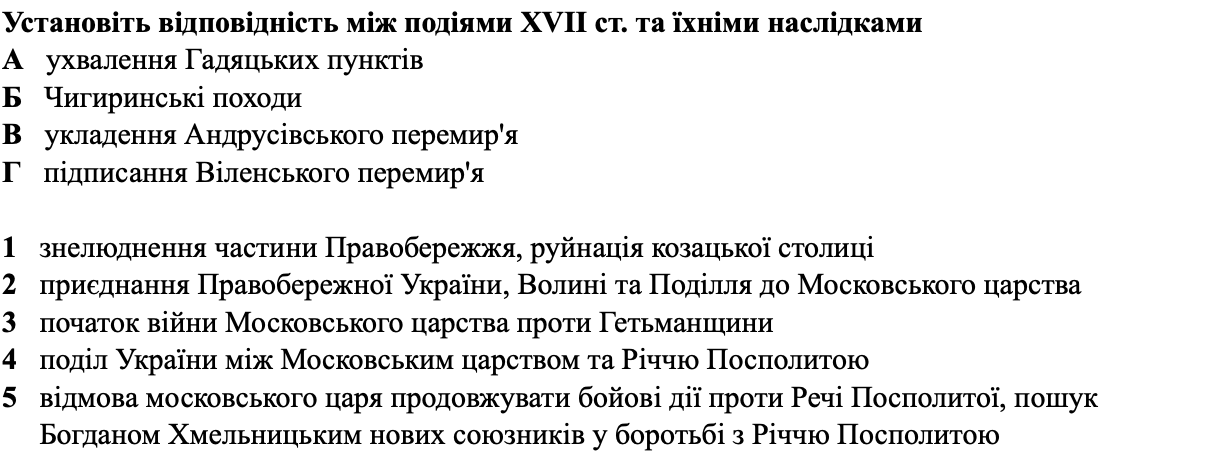 Установіть відповідність між подіями XVII ст. та їхніми наслідками
А ухвалення Гадяцьких пунктів
Б Чигиринські походи
В укладення Андрусівського перемир'я
Г підписання Віленського перемир'я
1 знелюднення частини Правобережжя, руйнація козацької столиці
2 приєднання Правобережної України, Волині та Поділля до Московського царства
3 початок війни Московського царства проти Гетьманщини
4 поділ України між Московським царством та Річчю Посполитою
5 відмова московського царя продовжувати бойові дії проти Речі Посполитої, пошук
Богданом Хмельницьким нових союзників у боротьбі з Річчю Посполитою